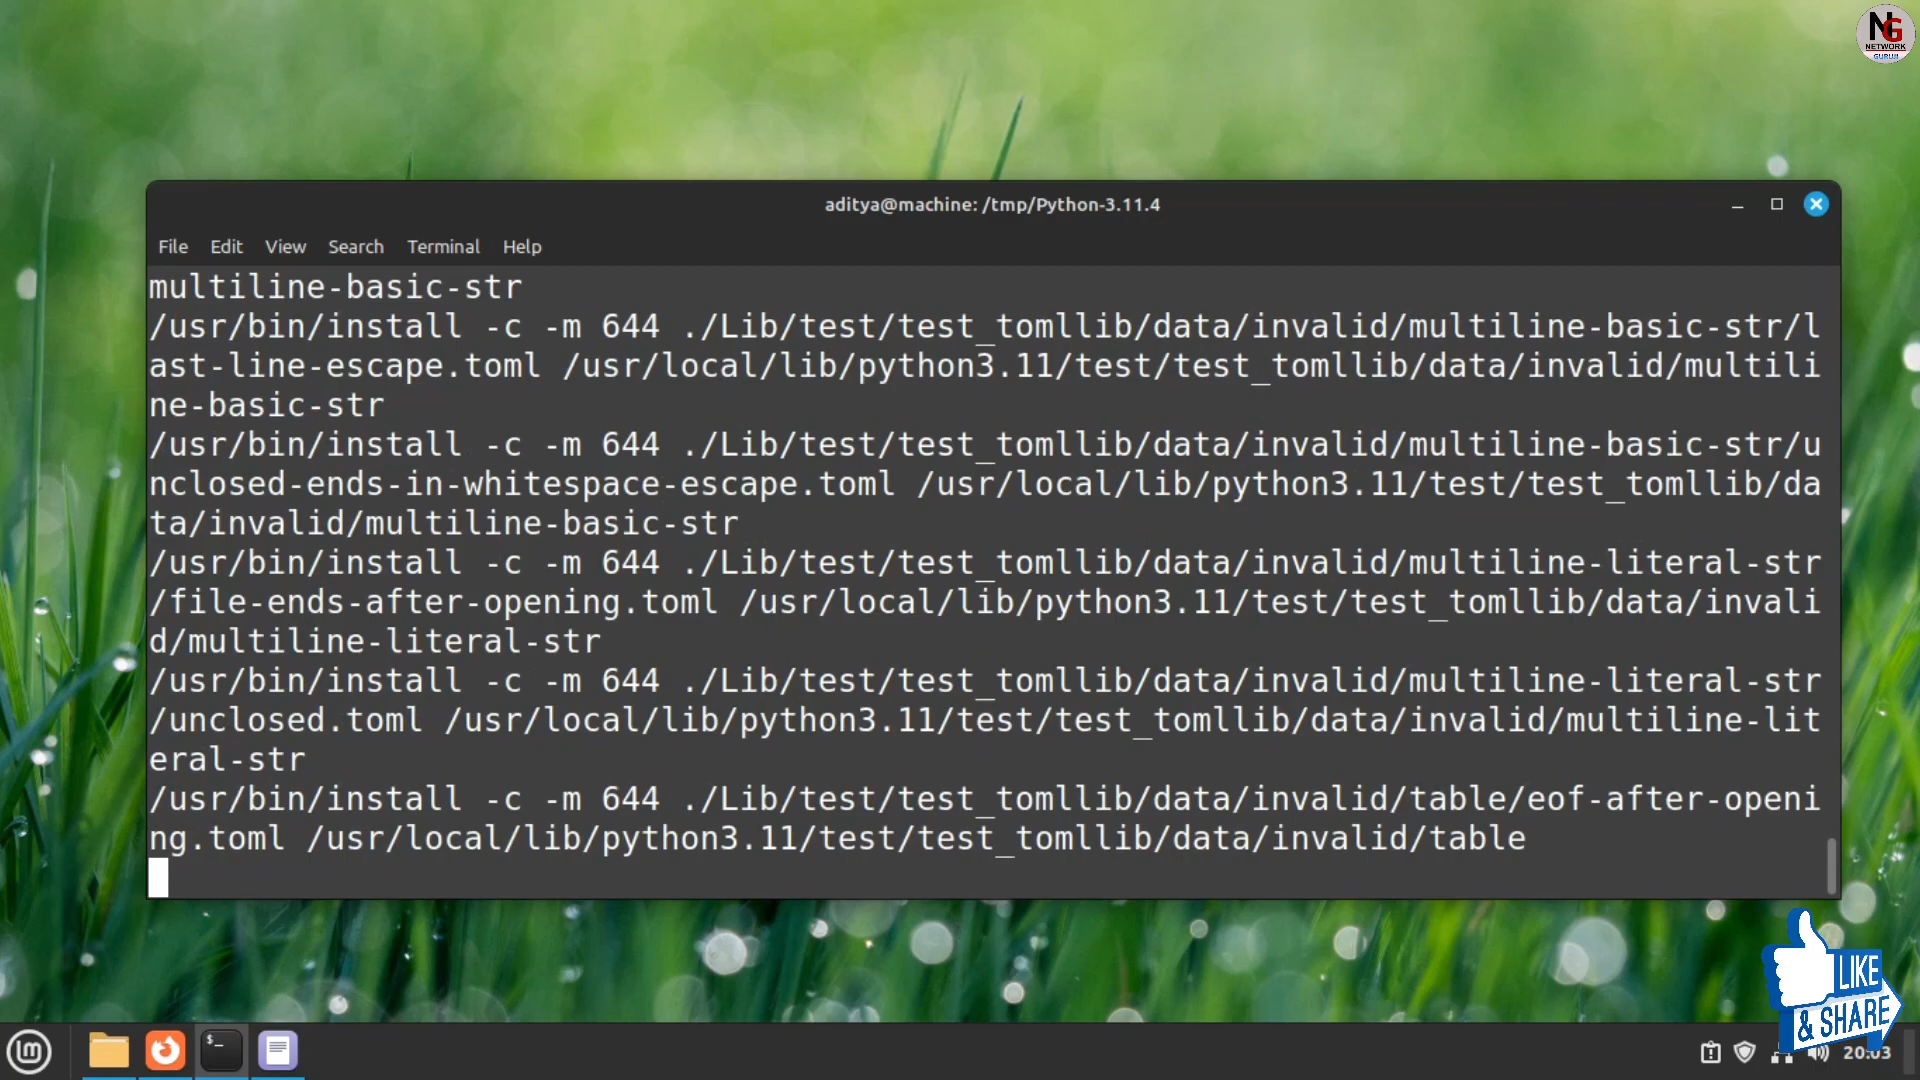 NG
NETWORK
GURUJI
aditya@machine: /tmp/Python-3.11.4
File Edit View Search Terminal Help
multiline-basic-str
/usr/bin/install -c -m 644 ./Lib/test/test_tomllib/data/invalid/multiline-basic-str/l
ast-line-escape.toml /usr/local/lib/python3.11/test/test_tomllib/data/invalid/multili
ne-basic-str
/usr/bin/install -c -m 644 ./Lib/test/test_tomllib/data/invalid/multiline-basic-str/u
nclosed-ends-in-whitespace-escape.toml /usr/local/lib/python3.11/test/test_tomllib/da
ta/invalid/multiline-basic-str
/usr/bin/install -c -m 644 ./Lib/test/test_tomllib/data/invalid/multiline-literal-str
/file-ends-after-opening.toml /usr/local/lib/python3.11/test/test_tomllib/data/invali
d/multiline-literal-str
/usr/bin/install -c -m 644 ./Lib/test/test_tomllib/data/invalid/multiline-literal-str
/unclosed.toml /usr/local/lib/python3.11/test/test_tomllib/data/invalid/multiline-lit
eral-str
/usr/bin/install -c -m 644 ./Lib/test/test_tomllib/data/invalid/table/eof-after-openi
ng.toml /usr/local/lib/python3.11/test/test_tomllib/data/invalid/table
LIKE
& SHARE
$_
20:03